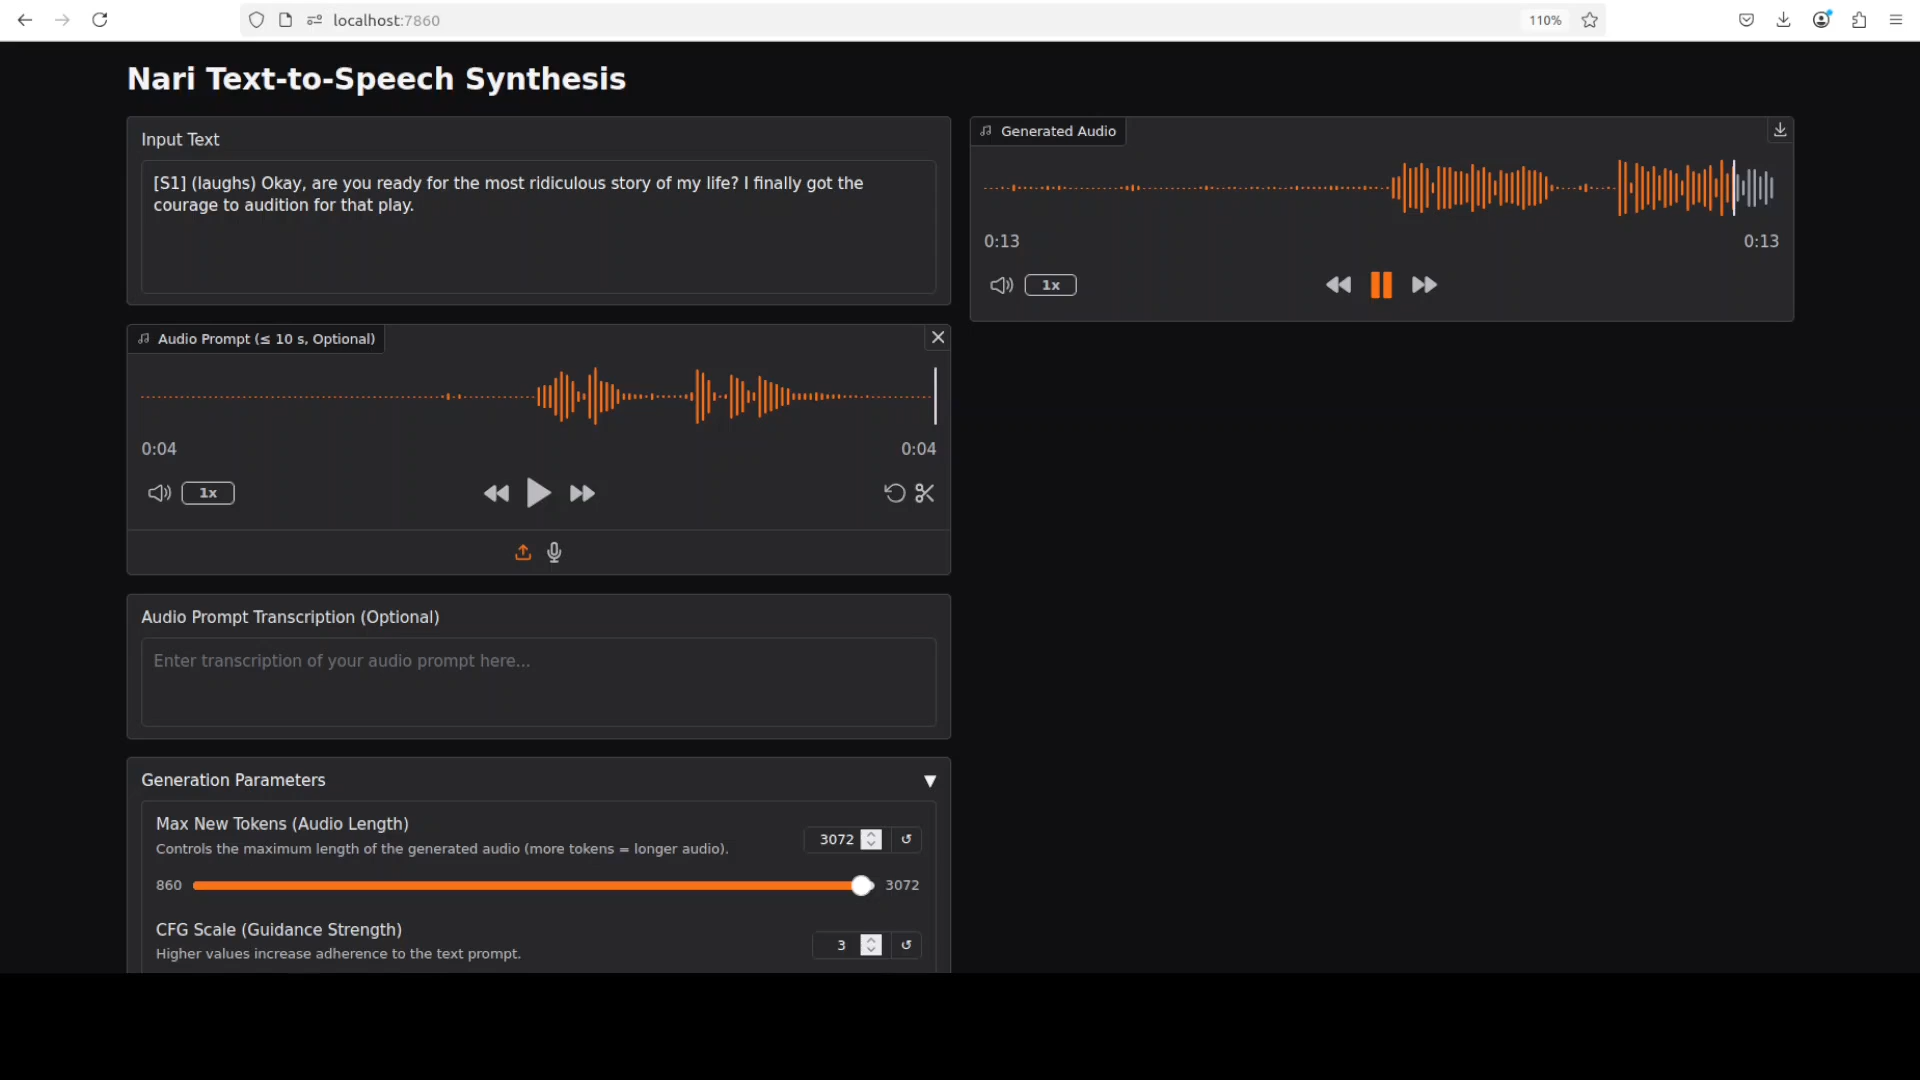 localhost:7860
110%
Nari Text-to-Speech Synthesis
Input Text
[S1] (laughs) Okay, are you ready for the most ridiculous story of my life? I finally got the
courage to audition for that play.
Generated Audio
0:13
0:13
1x
Audio Prompt (≤ 10 s, Optional)
0:04
0:04
1x
Audio Prompt Transcription (Optional)
Enter transcription of your audio prompt here...
Generation Parameters
Max New Tokens (Audio Length)
3072
Controls the maximum length of the generated audio (more tokens = longer audio).
860
3072
CFG Scale (Guidance Strength)
3
Higher values increase adherence to the text prompt.